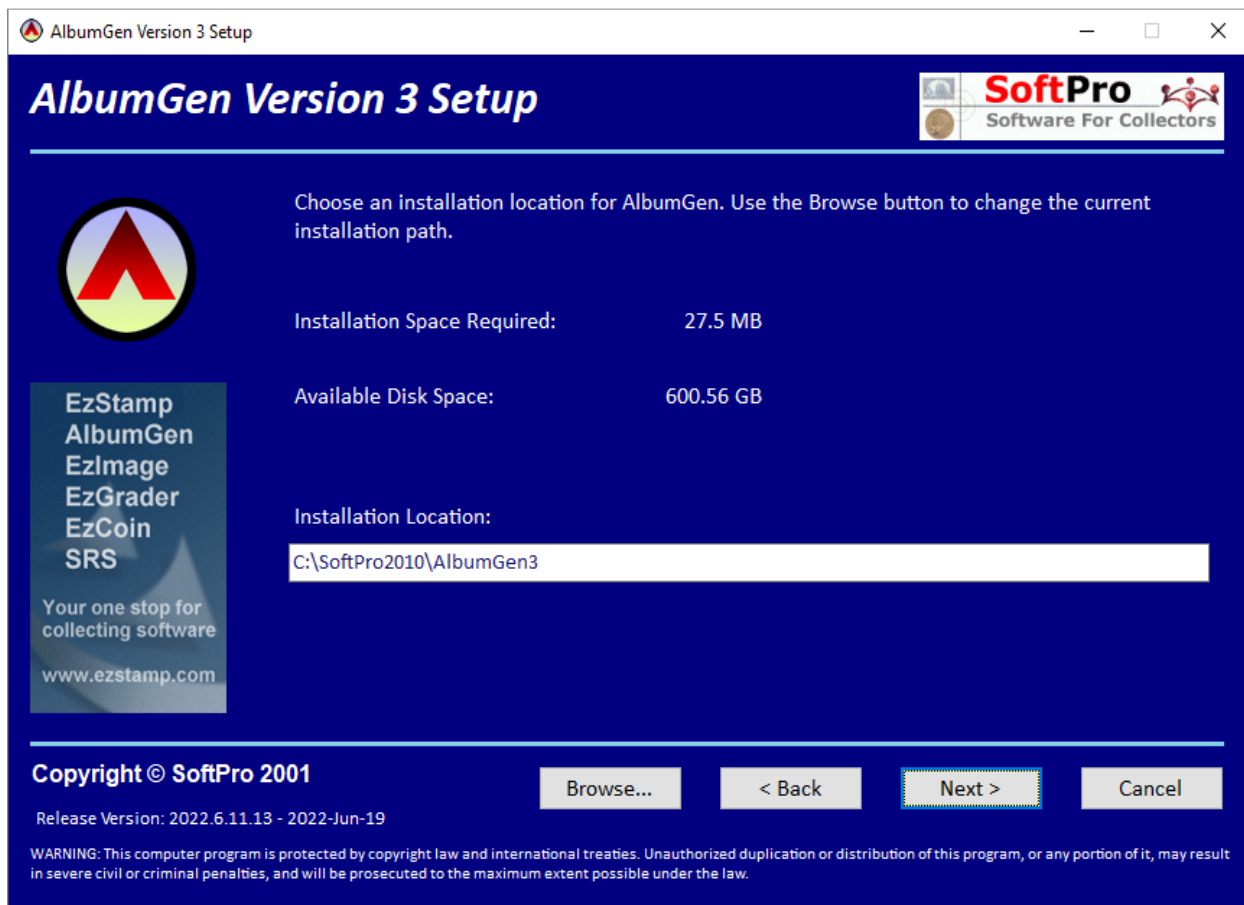 AlbumGen Version 3 Setup
AlbumGen Version 3 Setup
SoftPro
Software For Collectors
Choose an installation location for AlbumGen. Use the Browse button to change the current
installation path.
Installation Space Required: 27.5 MB
Available Disk Space: 600.56 GB
EzStamp
AlbumGen
EzImage
EzGrader
EzCoin
SRS
Your one stop for
collecting software
www.ezstamp.com
Installation Location:
C:\SoftPro2010\AlbumGen3
Copyright © SoftPro 2001
Browse... < Back Next > Cancel
Release Version: 2022.6.11.13 - 2022-Jun-19
WARNING: This computer program is protected by copyright law and international treaties. Unauthorized duplication or distribution of this program, or any portion of it, may result
in severe civil or criminal penalties, and will be prosecuted to the maximum extent possible under the law.